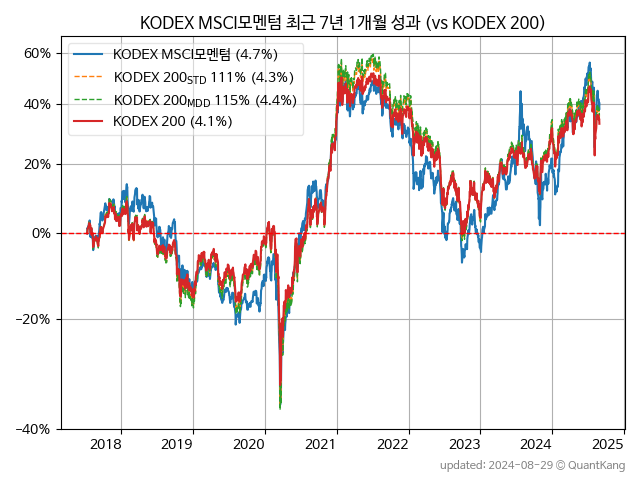 KODEX MSCI모멘텀 최근 7년 1개월 성과 (vs KODEX 200)
60%
40%
20%
0%
−20%
−40%
KODEX MSCI모멘텀 (4.7%)
KODEX 200STD 111% (4.3%)
KODEX 200MDD 115% (4.4%)
KODEX 200 (4.1%)
2018 2019 2020 2021 2022 2023 2024 2025
updated: 2024-08-29 © QuantKang